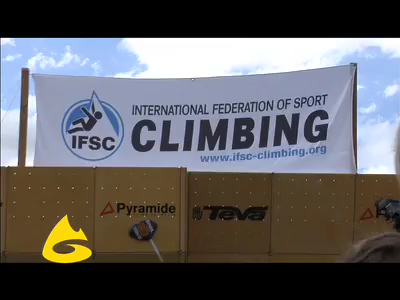 INTERNATIONAL FEDERATION OF SPORT
IFSC
CLIMBING
www.ifsc-climbing.org
Pyramide
Teva